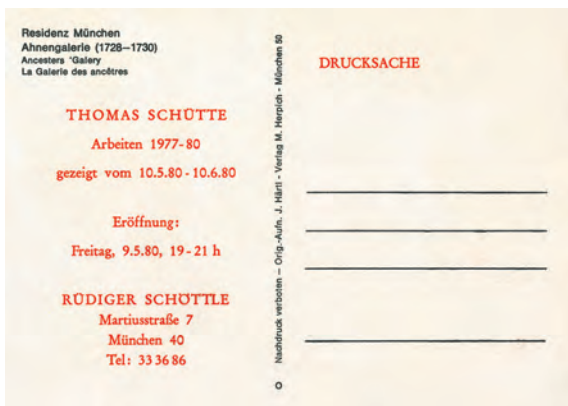 Residenz München
Ahnengalerie (1728—1730)
Ancesters 'Galery
La Galerie des ancêtres
THOMAS SCHÜTTE
Arbeiten 1977-80
gezeigt vom 10.5.80 - 10.6.80
Eröffnung:
Freitag, 9.5.80, 19-21 h
RÜDIGER SCHÖTTLE
Martiusstraße 7
München 40
Tel: 33 36 86
Nachdruck verboten — Orig.-Aufn. J. Härtl - Verlag M. Herpich - München 50
DRUCKSACHE